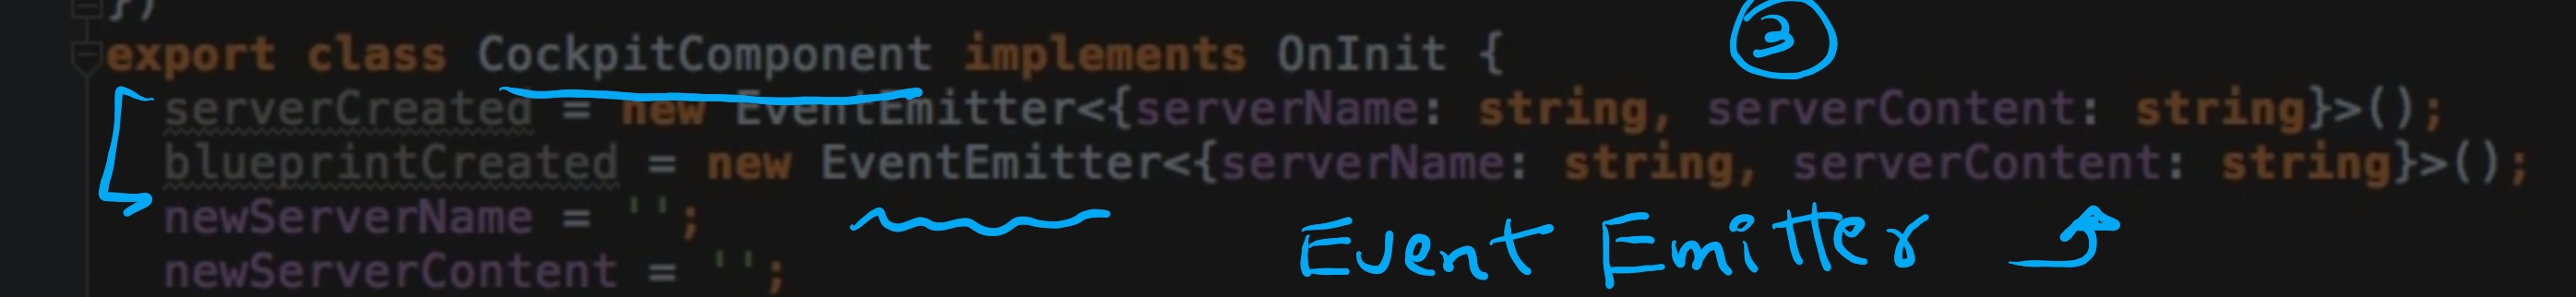 })
export class CockpitComponent implements OnInit {
③
serverCreated = new EventEmitter<{serverName: string, serverContent: string}>();
blueprintCreated = new EventEmitter<{serverName: string, serverContent: string}>();
newServerName = '';
Event Emitter
newServerContent = '';